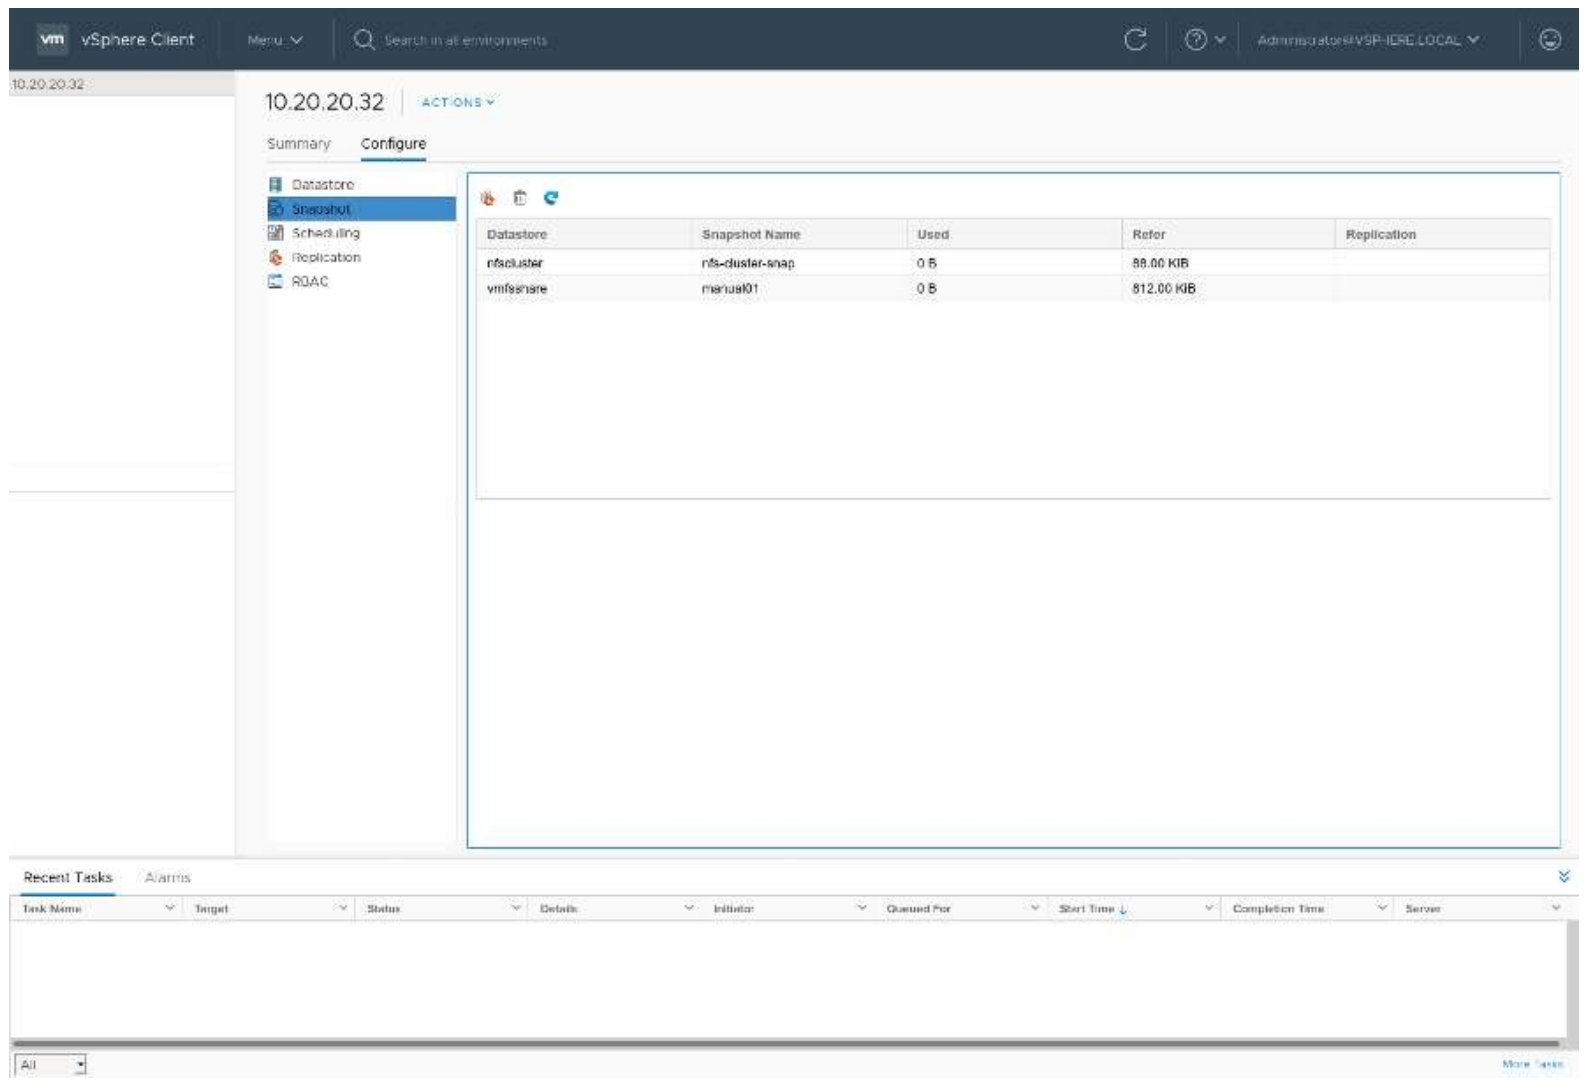 vm vSphere Client Menu Search in all environments Administrator@VSPHERE.LOCAL
10.20.20.32
10.20.20.32 ACTIONS
Summary Configure
Datastore
Snapshot
Scheduling
Replication
RBAC
Datastore Snapshot Name Used Refer Replication
nfscluster nfs-cluster-snap 0 B 88.00 KiB
vmfsshare manual01 0 B 812.00 KiB
Recent Tasks Alarms
Task Name Target Status Details Initiator Queued For Start Time ↓ Completion Time Server
All More Tasks